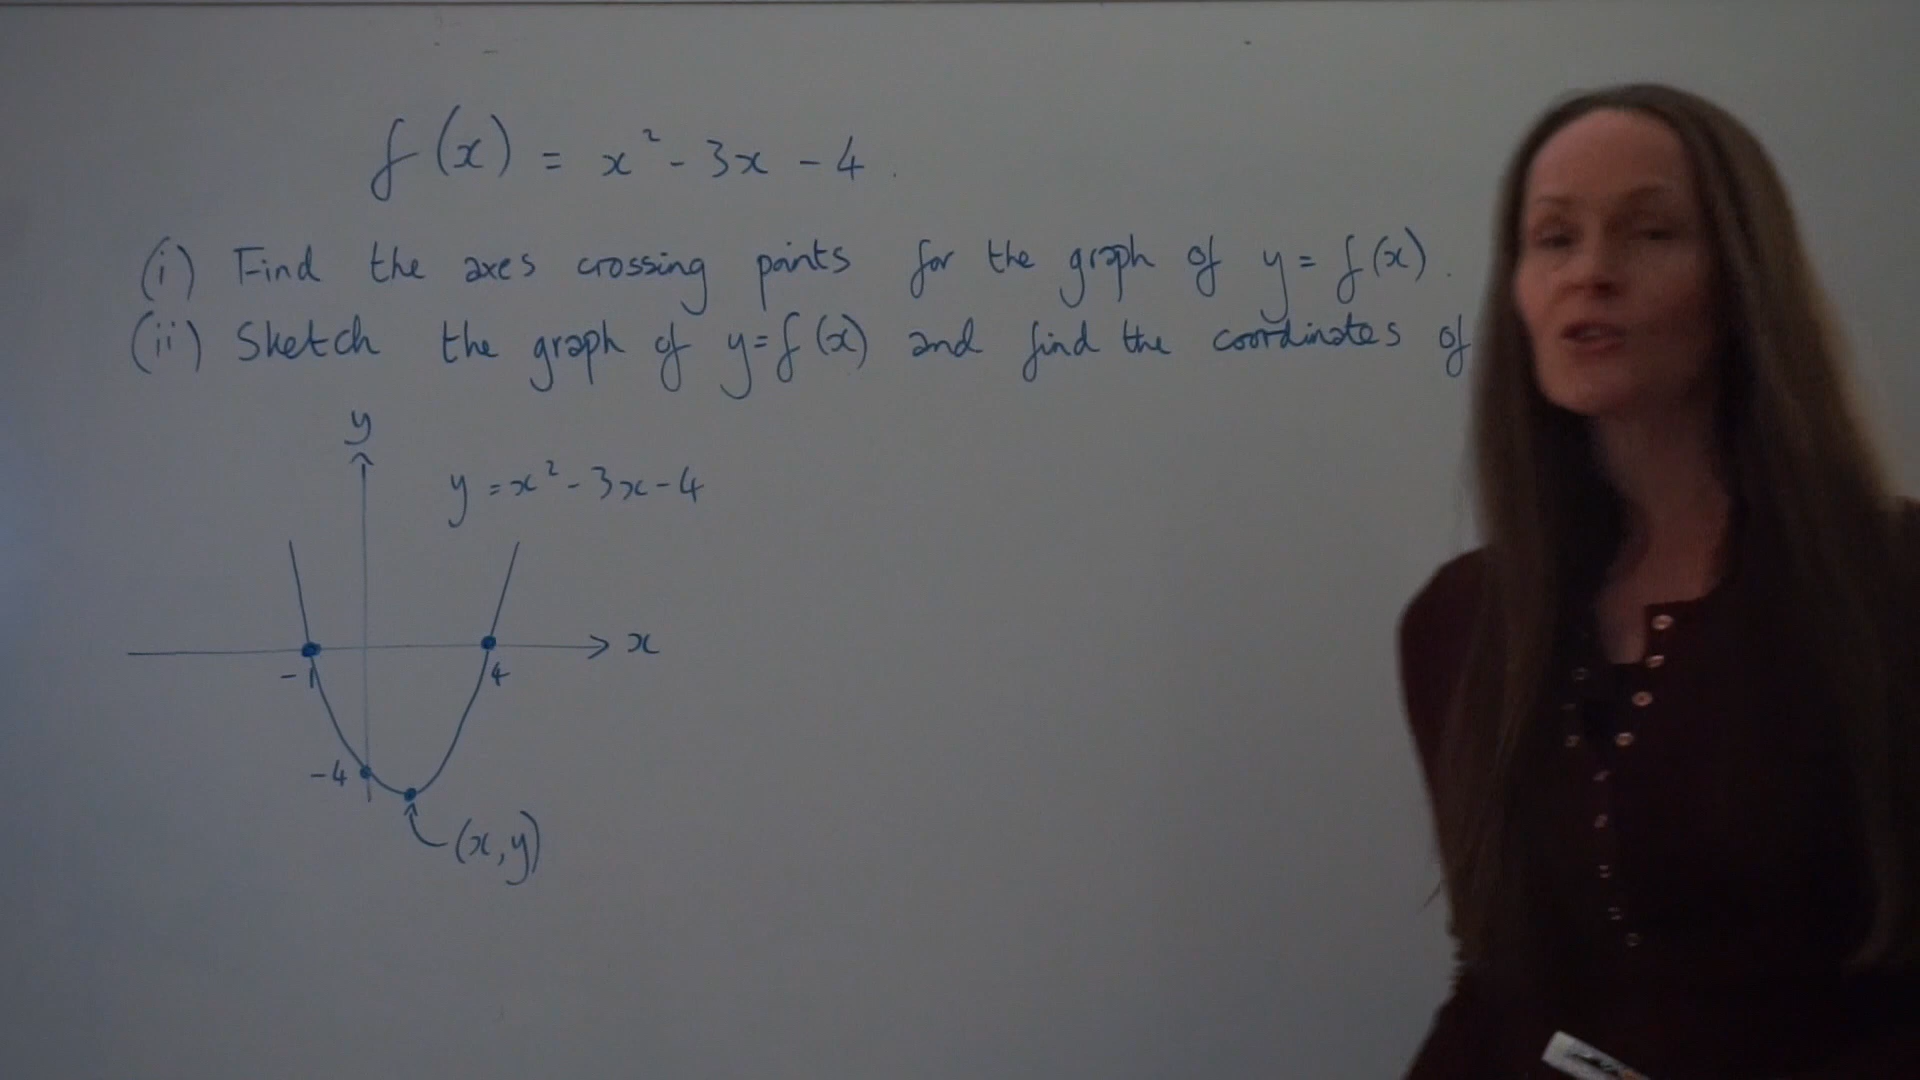 f(x) = x² - 3x - 4.
(i) Find the axes crossing points for the graph of y = f(x).
(ii) Sketch the graph of y=f(x) and find the coordinates of
y
y = x² - 3x - 4
x
-1
4
-4
(x, y)